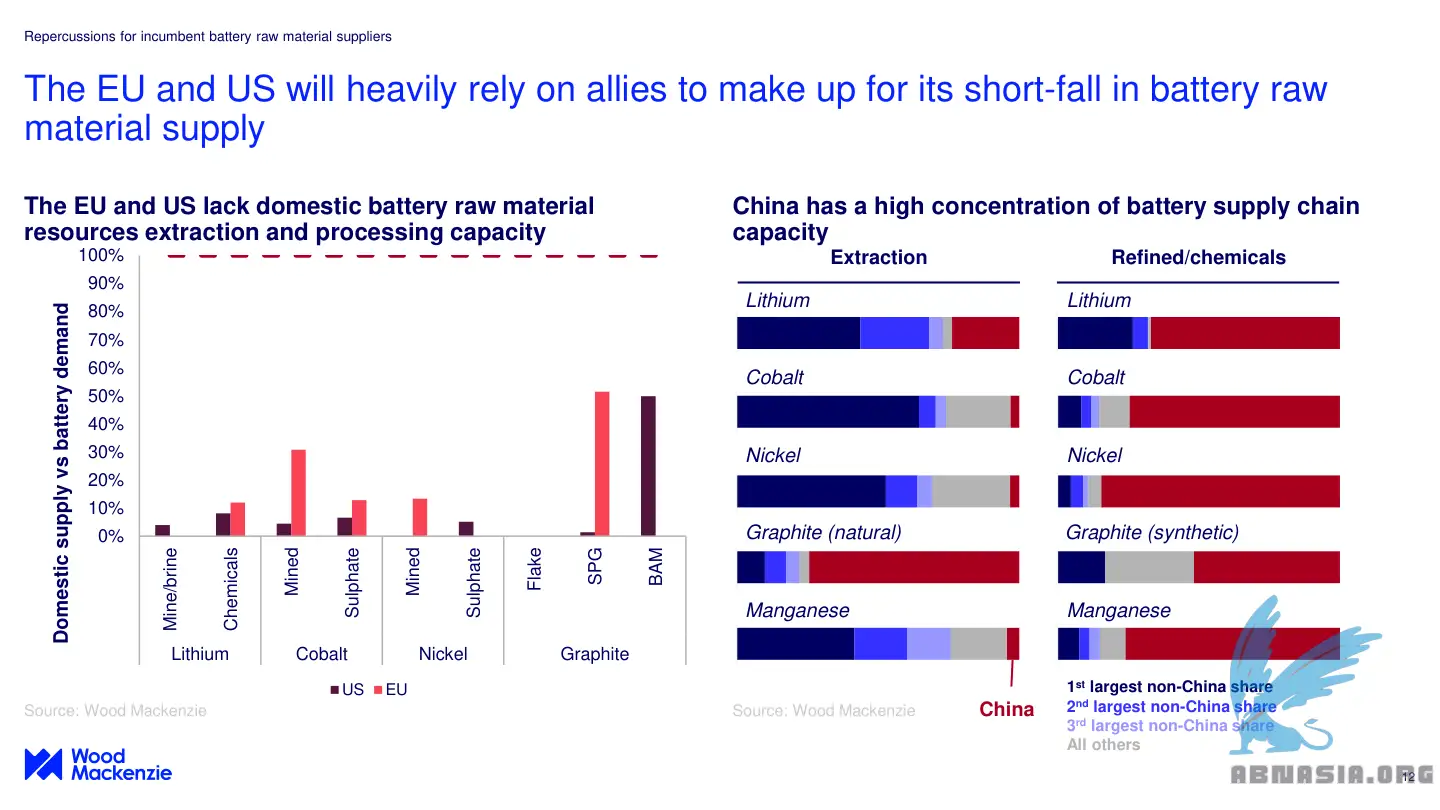 Repercussions for incumbent battery raw material suppliers
The EU and US will heavily rely on allies to make up for its short-fall in battery raw
material supply
The EU and US lack domestic battery raw material
resources extraction and processing capacity
Domestic supply vs battery demand
100%
90%
80%
70%
60%
50%
40%
30%
20%
10%
0%
Mine/brine
Chemicals
Mined
Sulphate
Mined
Sulphate
Flake
SPG
BAM
Lithium
Cobalt
Nickel
Graphite
US
EU
Source: Wood Mackenzie
China has a high concentration of battery supply chain
capacity
Extraction
Refined/chemicals
Lithium
Lithium
Cobalt
Cobalt
Nickel
Nickel
Graphite (natural)
Graphite (synthetic)
Manganese
Manganese
China
1st largest non-China share
2nd largest non-China share
3rd largest non-China share
All others
Source: Wood Mackenzie
Wood
Mackenzie
ABNASIA.ORG
12